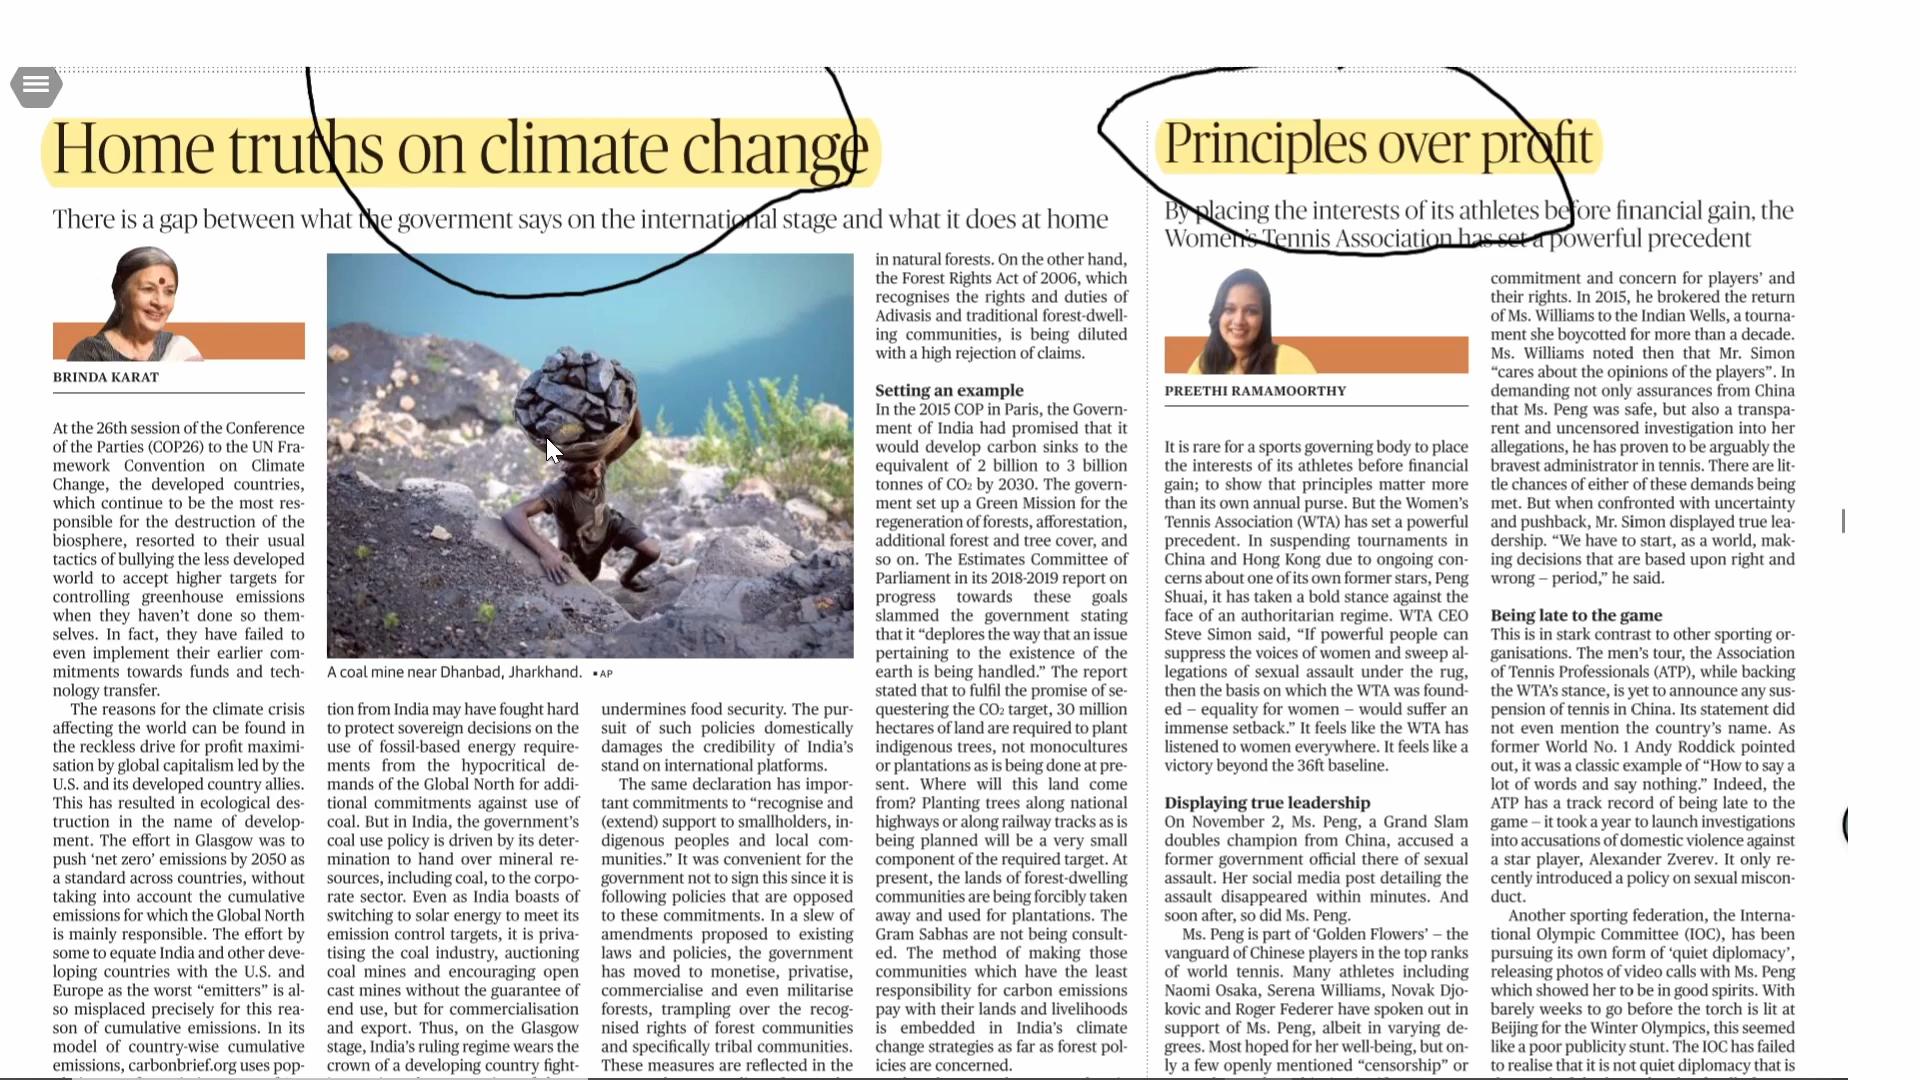 Home truths on climate change
There is a gap between what the goverment says on the international stage and what it does at home
BRINDA KARAT
At the 26th session of the Conference
of the Parties (COP26) to the UN Fra-
mework Convention on Climate
Change, the developed countries,
which continue to be the most res-
ponsible for the destruction of the
biosphere, resorted to their usual
tactics of bullying the less developed
world to accept higher targets for
controlling greenhouse emissions
when they haven't done so them-
selves. In fact, they have failed to
even implement their earlier com-
mitments towards funds and tech-
nology transfer.
The reasons for the climate crisis
affecting the world can be found in
the reckless drive for profit maximi-
sation by global capitalism led by the
U.S. and its developed country allies.
This has resulted in ecological des-
truction in the name of develop-
ment. The effort in Glasgow was to
push 'net zero' emissions by 2050 as
a standard across countries, without
taking into account the cumulative
emissions for which the Global North
is mainly responsible. The effort by
some to equate India and other deve-
loping countries with the U.S. and
Europe as the worst “emitters” is al-
so misplaced precisely for this rea-
son of cumulative emissions. In its
model of country-wise cumulative
emissions, carbonbrief.org uses pop-
A coal mine near Dhanbad, Jharkhand. ▪ AP
tion from India may have fought hard
to protect sovereign decisions on the
use of fossil-based energy require-
ments from the hypocritical de-
mands of the Global North for addi-
tional commitments against use of
coal. But in India, the government's
coal use policy is driven by its deter-
mination to hand over mineral re-
sources, including coal, to the corpo-
rate sector. Even as India boasts of
switching to solar energy to meet its
emission control targets, it is priva-
tising the coal industry, auctioning
coal mines and encouraging open
cast mines without the guarantee of
end use, but for commercialisation
and export. Thus, on the Glasgow
stage, India's ruling regime wears the
crown of a developing country fight-
undermines food security. The pur-
suit of such policies domestically
damages the credibility of India's
stand on international platforms.
The same declaration has impor-
tant commitments to “recognise and
(extend) support to smallholders, in-
digenous peoples and local com-
munities.” It was convenient for the
government not to sign this since it is
following policies that are opposed
to these commitments. In a slew of
amendments proposed to existing
laws and policies, the government
has moved to monetise, privatise,
commercialise and even militarise
forests, trampling over the recog-
nised rights of forest communities
and specifically tribal communities.
These measures are reflected in the
in natural forests. On the other hand,
the Forest Rights Act of 2006, which
recognises the rights and duties of
Adivasis and traditional forest-dwell-
ing communities, is being diluted
with a high rejection of claims.
Setting an example
In the 2015 COP in Paris, the Govern-
ment of India had promised that it
would develop carbon sinks to the
equivalent of 2 billion to 3 billion
tonnes of CO₂ by 2030. The govern-
ment set up a Green Mission for the
regeneration of forests, afforestation,
additional forest and tree cover, and
so on. The Estimates Committee of
Parliament in its 2018-2019 report on
progress towards these goals
slammed the government stating
that it “deplores the way that an issue
pertaining to the existence of the
earth is being handled.” The report
stated that to fulfil the promise of se-
questering the CO₂ target, 30 million
hectares of land are required to plant
indigenous trees, not monocultures
or plantations as is being done at pre-
sent. Where will this land come
from? Planting trees along national
highways or along railway tracks as is
being planned will be a very small
component of the required target. At
present, the lands of forest-dwelling
communities are being forcibly taken
away and used for plantations. The
Gram Sabhas are not being consult-
ed. The method of making those
communities which have the least
responsibility for carbon emissions
pay with their lands and livelihoods
is embedded in India's climate
change strategies as far as forest pol-
icies are concerned.
Principles over profit
By placing the interests of its athletes before financial gain, the
Women's Tennis Association has set a powerful precedent
PREETHI RAMAMOORTHY
It is rare for a sports governing body to place
the interests of its athletes before financial
gain; to show that principles matter more
than its own annual purse. But the Women's
Tennis Association (WTA) has set a powerful
precedent. In suspending tournaments in
China and Hong Kong due to ongoing con-
cerns about one of its own former stars, Peng
Shuai, it has taken a bold stance against the
face of an authoritarian regime. WTA CEO
Steve Simon said, “If powerful people can
suppress the voices of women and sweep al-
legations of sexual assault under the rug,
then the basis on which the WTA was found-
ed – equality for women – would suffer an
immense setback.” It feels like the WTA has
listened to women everywhere. It feels like a
victory beyond the 36ft baseline.
Displaying true leadership
On November 2, Ms. Peng, a Grand Slam
doubles champion from China, accused a
former government official there of sexual
assault. Her social media post detailing the
assault disappeared within minutes. And
soon after, so did Ms. Peng.
Ms. Peng is part of 'Golden Flowers' – the
vanguard of Chinese players in the top ranks
of world tennis. Many athletes including
Naomi Osaka, Serena Williams, Novak Djo-
kovic and Roger Federer have spoken out in
support of Ms. Peng, albeit in varying de-
grees. Most hoped for her well-being, but on-
ly a few openly mentioned “censorship” or
commitment and concern for players' and
their rights. In 2015, he brokered the return
of Ms. Williams to the Indian Wells, a tourna-
ment she boycotted for more than a decade.
Ms. Williams noted then that Mr. Simon
“cares about the opinions of the players”. In
demanding not only assurances from China
that Ms. Peng was safe, but also a transpa-
rent and uncensored investigation into her
allegations, he has proven to be arguably the
bravest administrator in tennis. There are lit-
tle chances of either of these demands being
met. But when confronted with uncertainty
and pushback, Mr. Simon displayed true lea-
dership. “We have to start, as a world, mak-
ing decisions that are based upon right and
wrong – period,” he said.
Being late to the game
This is in stark contrast to other sporting or-
ganisations. The men's tour, the Association
of Tennis Professionals (ATP), while backing
the WTA's stance, is yet to announce any sus-
pension of tennis in China. Its statement did
not even mention the country's name. As
former World No. 1 Andy Roddick pointed
out, it was a classic example of “How to say a
lot of words and say nothing.” Indeed, the
ATP has a track record of being late to the
game – it took a year to launch investigations
into accusations of domestic violence against
a star player, Alexander Zverev. It only re-
cently introduced a policy on sexual miscon-
duct.
Another sporting federation, the Interna-
tional Olympic Committee (IOC), has been
pursuing its own form of 'quiet diplomacy',
releasing photos of video calls with Ms. Peng
which showed her to be in good spirits. With
barely weeks to go before the torch is lit at
Beijing for the Winter Olympics, this seemed
like a poor publicity stunt. The IOC has failed
to realise that it is not quiet diplomacy that is